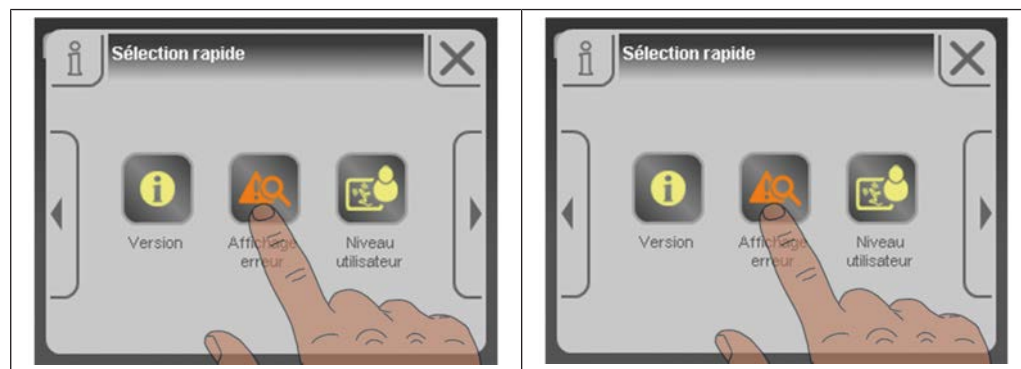 Sélection rapide
Version
Affichage
erreur
Niveau
utilisateur
Sélection rapide
Version
Affichage
erreur
Niveau
utilisateur